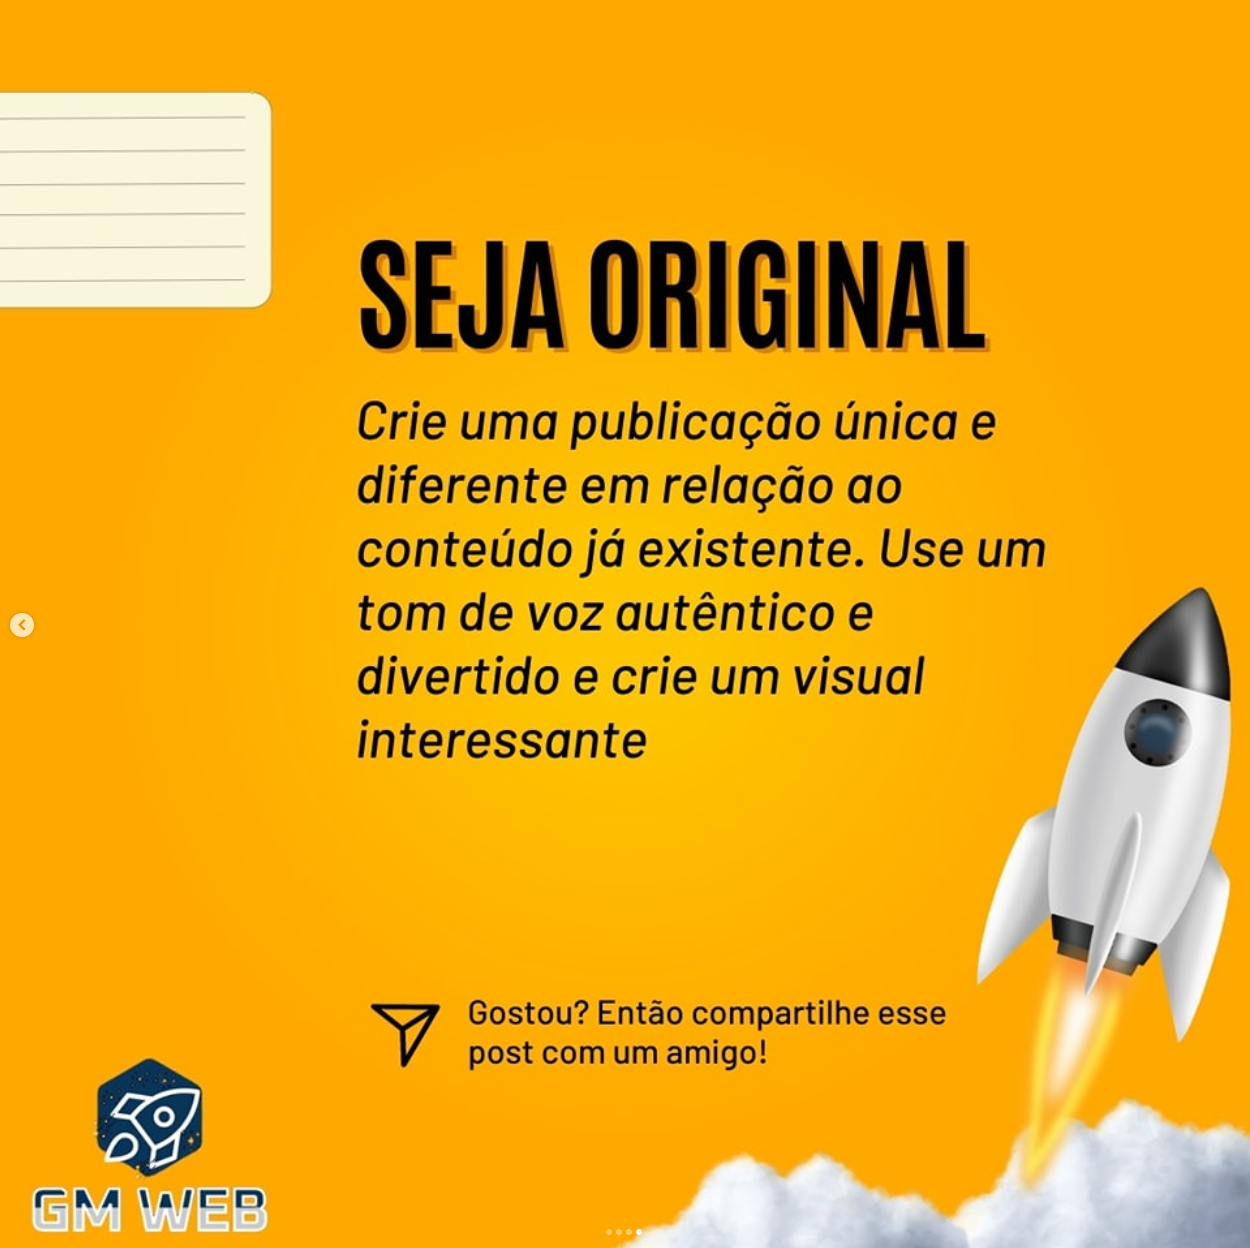 SEJA ORIGINAL
Crie uma publicação única e
diferente em relação ao
conteúdo já existente. Use um
tom de voz autêntico e
divertido e crie um visual
interessante
Gostou? Então compartilhe esse
post com um amigo!
GM WEB